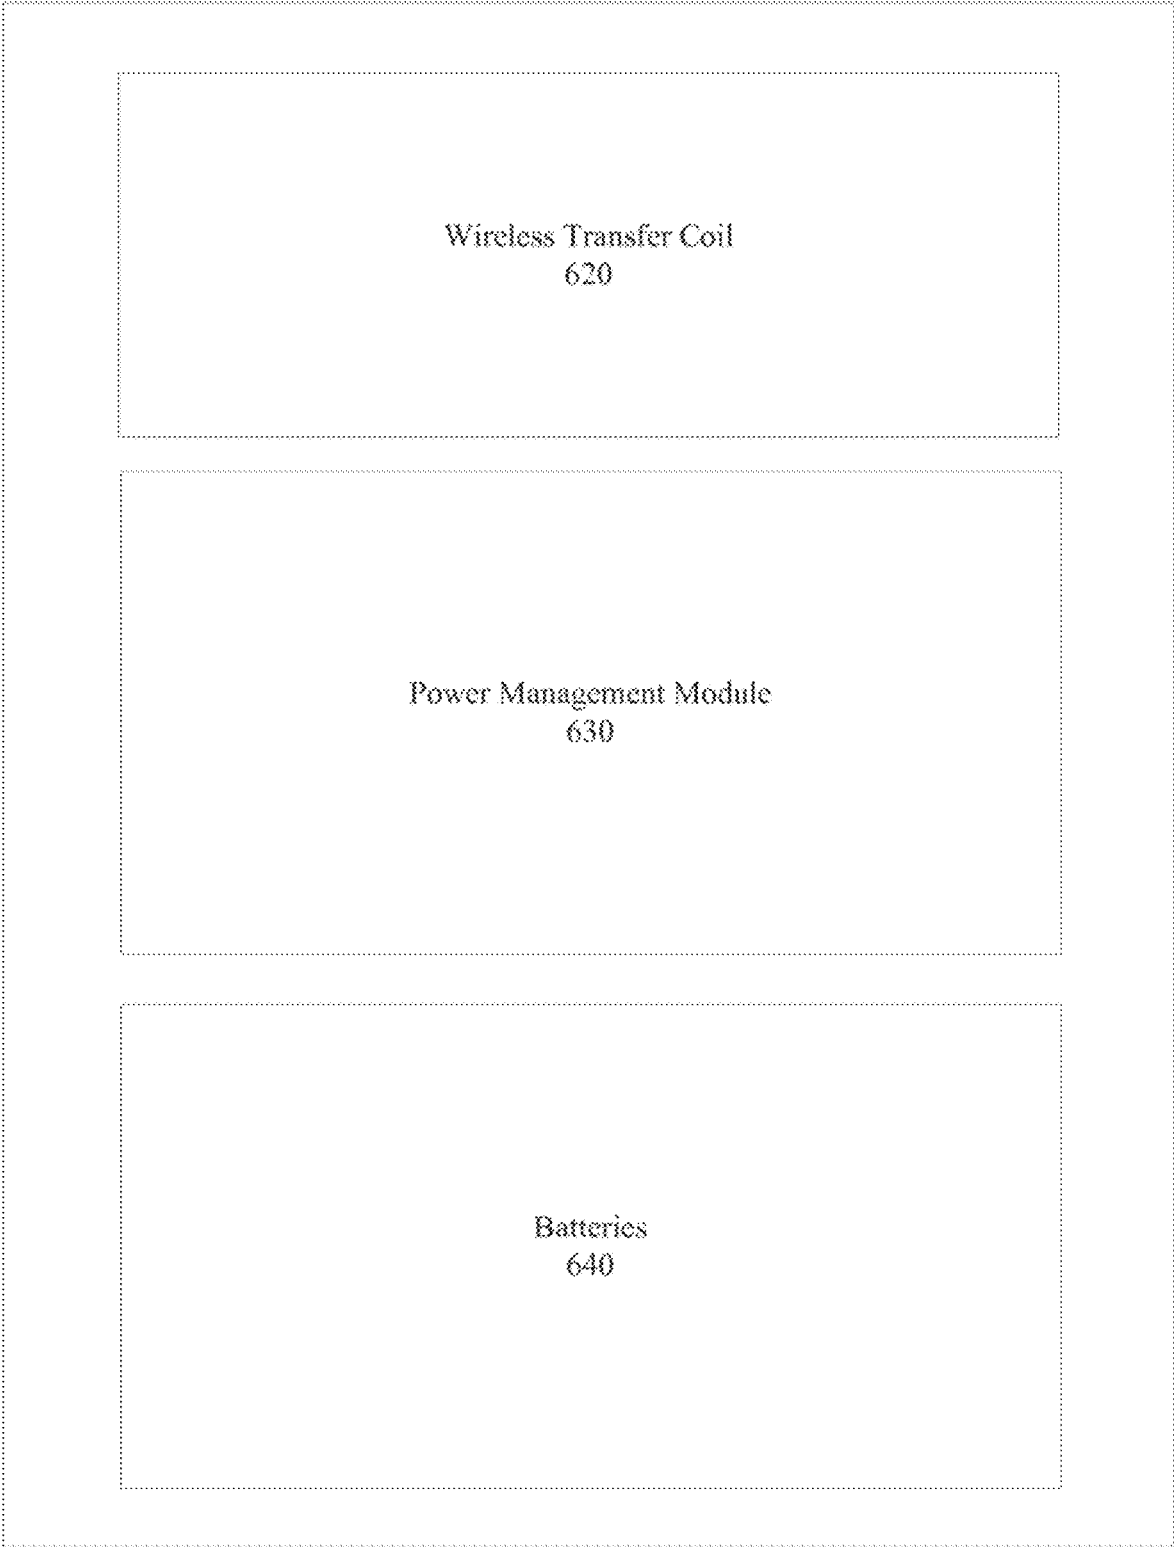 Wireless Transfer Coil
620
Power Management Module
630
Batteries
640